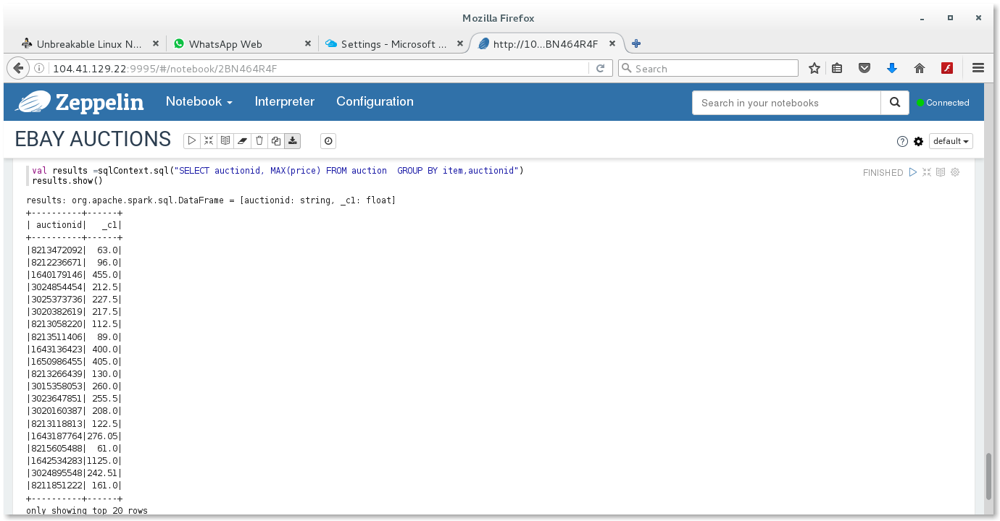 Mozilla Firefox
Unbreakable Linux N... WhatsApp Web Settings - Microsoft ... http://10...BN464R4F
104.41.129.22:9995/#/notebook/2BN464R4F Search
Zeppelin Notebook Interpreter Configuration Search in your notebooks Connected
EBAY AUCTIONS default
val results =sqlContext.sql("SELECT auctionid, MAX(price) FROM auction  GROUP BY item,auctionid") FINISHED
results.show()
results: org.apache.spark.sql.DataFrame = [auctionid: string, _c1: float]
+----------+------+
| auctionid|   _c1|
+----------+------+
|8213472092|  63.0|
|8212236671|  96.0|
|1640179146| 455.0|
|3024854454| 212.5|
|3025373736| 227.5|
|3020382619| 217.5|
|8213058220| 112.5|
|8213511406|  89.0|
|1643136423| 400.0|
|1650986455| 405.0|
|8213266439| 130.0|
|3015358053| 260.0|
|3023647851| 255.5|
|3020160387| 208.0|
|8213118813| 122.5|
|1643187764|276.05|
|8215605488|  61.0|
|1642534283|1125.0|
|3024895548|242.51|
|8211851222| 161.0|
+----------+------+
only showing top 20 rows